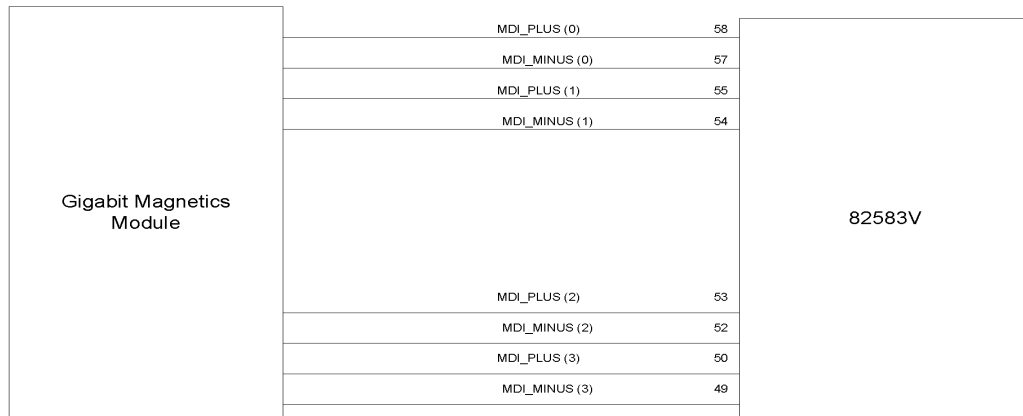 MDI_PLUS (0) 58
MDI_MINUS (0) 57
MDI_PLUS (1) 55
MDI_MINUS (1) 54
Gigabit Magnetics
Module
82583V
MDI_PLUS (2) 53
MDI_MINUS (2) 52
MDI_PLUS (3) 50
MDI_MINUS (3) 49